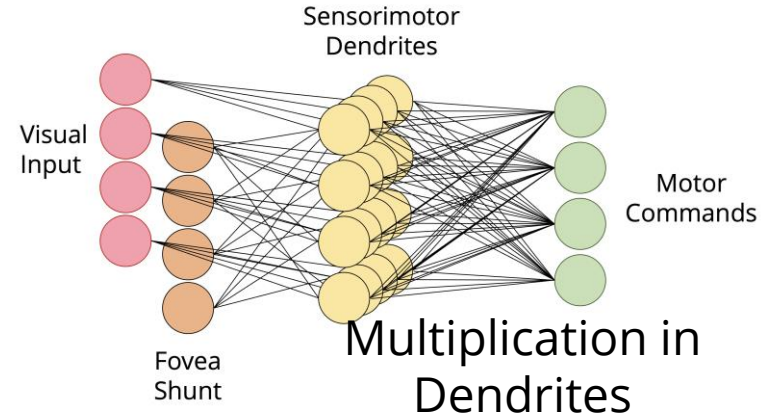 Sensorimotor
Dendrites
Visual
Input
Motor
Commands
Fovea
Shunt
Multiplication in
Dendrites